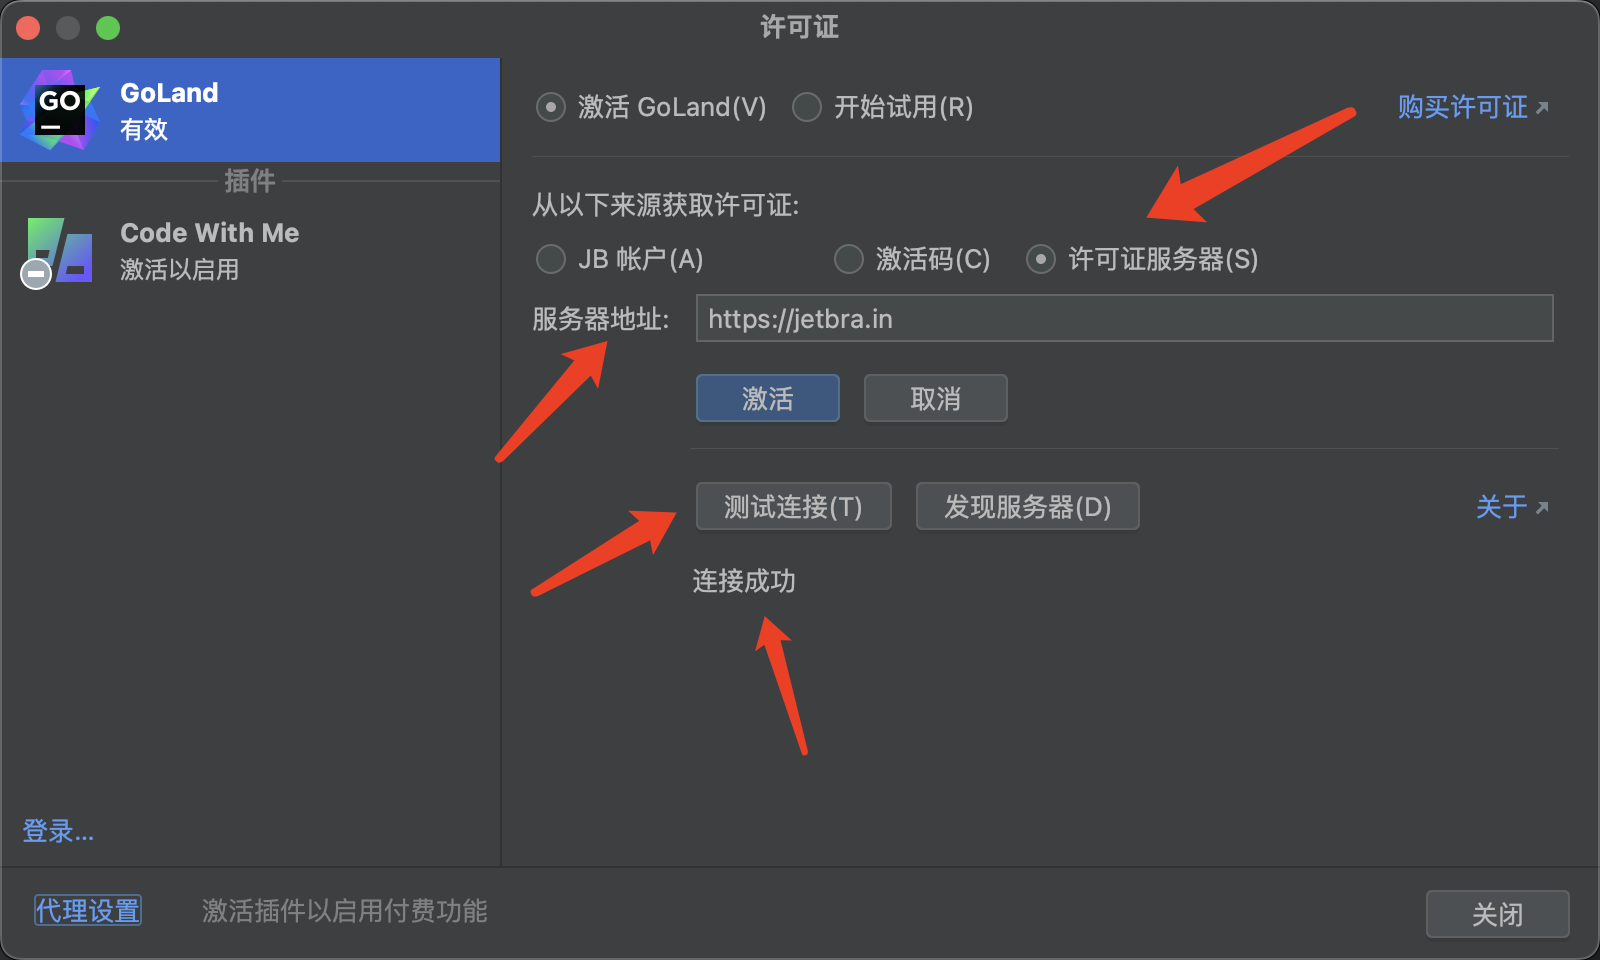 许可证
GO
GoLand
有效
插件
Code With Me
激活以启用
登录...
激活 GoLand(V) 开始试用(R) 购买许可证
从以下来源获取许可证:
JB 帐户(A) 激活码(C) 许可证服务器(S)
服务器地址: https://jetbra.in
激活 取消
测试连接(T) 发现服务器(D) 关于
连接成功
代理设置 激活插件以启用付费功能 关闭